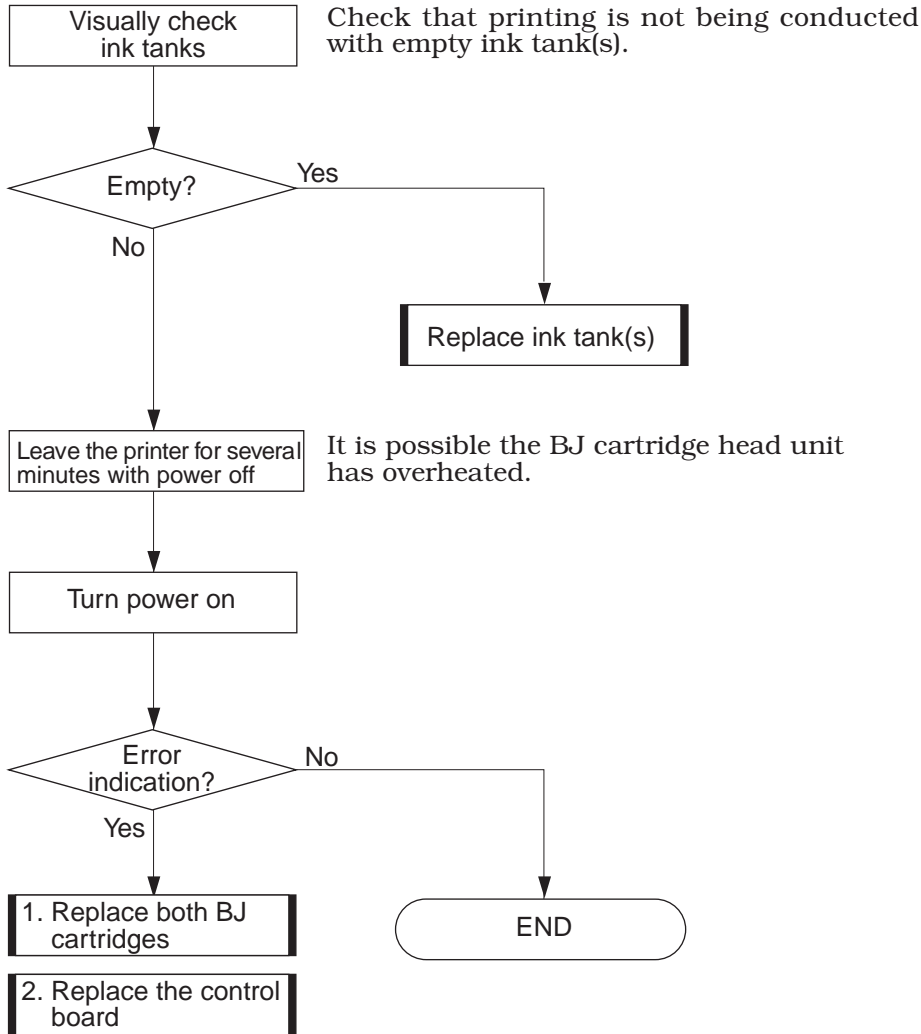 Visually check
ink tanks
Check that printing is not being conducted
with empty ink tank(s).
Empty?
Yes
No
Replace ink tank(s)
Leave the printer for several
minutes with power off
It is possible the BJ cartridge head unit
has overheated.
Turn power on
Error
indication?
No
Yes
1. Replace both BJ
cartridges
END
2. Replace the control
board